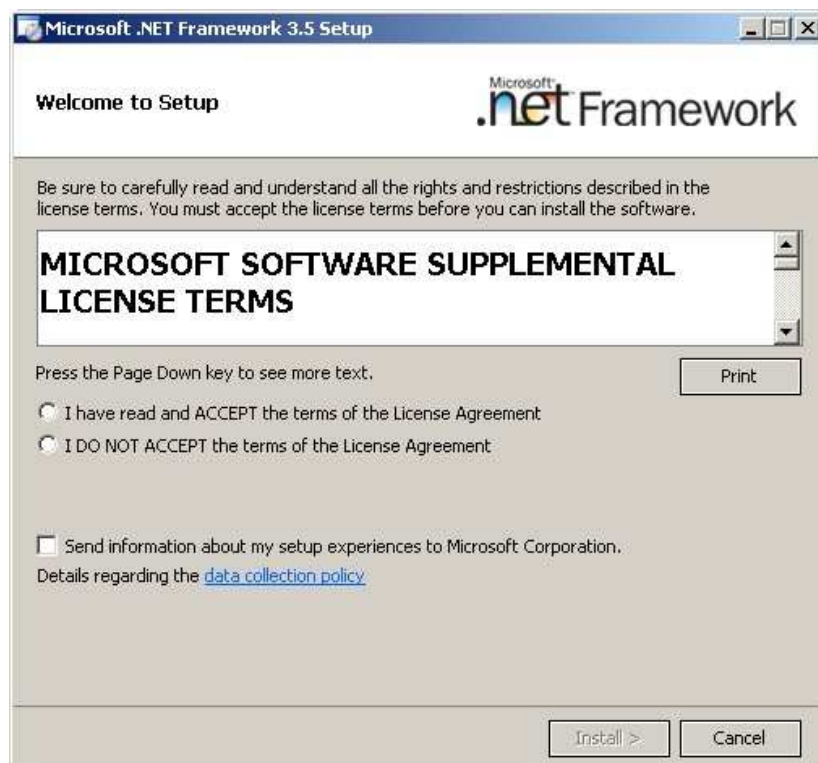 Microsoft .NET Framework 3.5 Setup
Welcome to Setup
Microsoft
.net Framework
Be sure to carefully read and understand all the rights and restrictions described in the
license terms. You must accept the license terms before you can install the software.
MICROSOFT SOFTWARE SUPPLEMENTAL
LICENSE TERMS
Press the Page Down key to see more text.
Print
I have read and ACCEPT the terms of the License Agreement
I DO NOT ACCEPT the terms of the License Agreement
Send information about my setup experiences to Microsoft Corporation.
Details regarding the data collection policy
Install >
Cancel